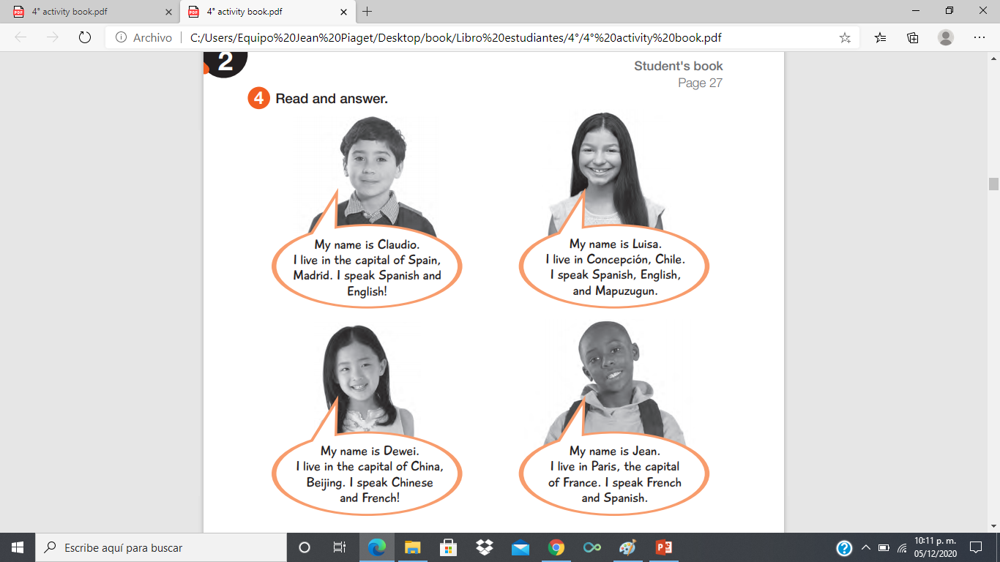 4° activity book.pdf
4° activity book.pdf
Archivo
C:/Users/Equipo%20Jean%20Piaget/Desktop/book/Libro%20estudiantes/4°/4°%20activity%20book.pdf
2
Student's book
Page 27
4 Read and answer.
My name is Claudio.
I live in the capital of Spain,
Madrid. I speak Spanish and
English!
My name is Luisa.
I live in Concepción, Chile.
I speak Spanish, English,
and Mapuzugun.
My name is Dewei.
I live in the capital of China,
Beijing. I speak Chinese
and French!
My name is Jean.
I live in Paris, the capital
of France. I speak French
and Spanish.
Escribe aquí para buscar
10:11 p. m.
05/12/2020